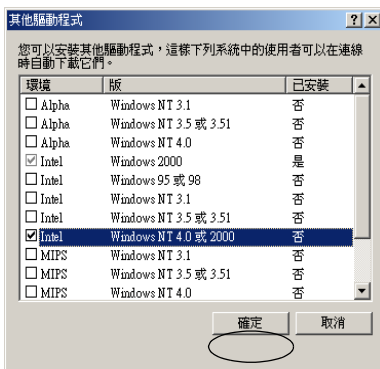 其他驅動程式
您可以安裝其他驅動程式，這樣下列系統中的使用者可以在連線
時自動下載它們。
環境 版 已安裝
Alpha Windows NT 3.1 否
Alpha Windows NT 3.5 或 3.51 否
Alpha Windows NT 4.0 否
Intel Windows 2000 是
Intel Windows 95 或 98 否
Intel Windows NT 3.1 否
Intel Windows NT 3.5 或 3.51 否
Intel Windows NT 4.0 或 2000 否
MIPS Windows NT 3.1 否
MIPS Windows NT 3.5 或 3.51 否
MIPS Windows NT 4.0 否
確定 取消